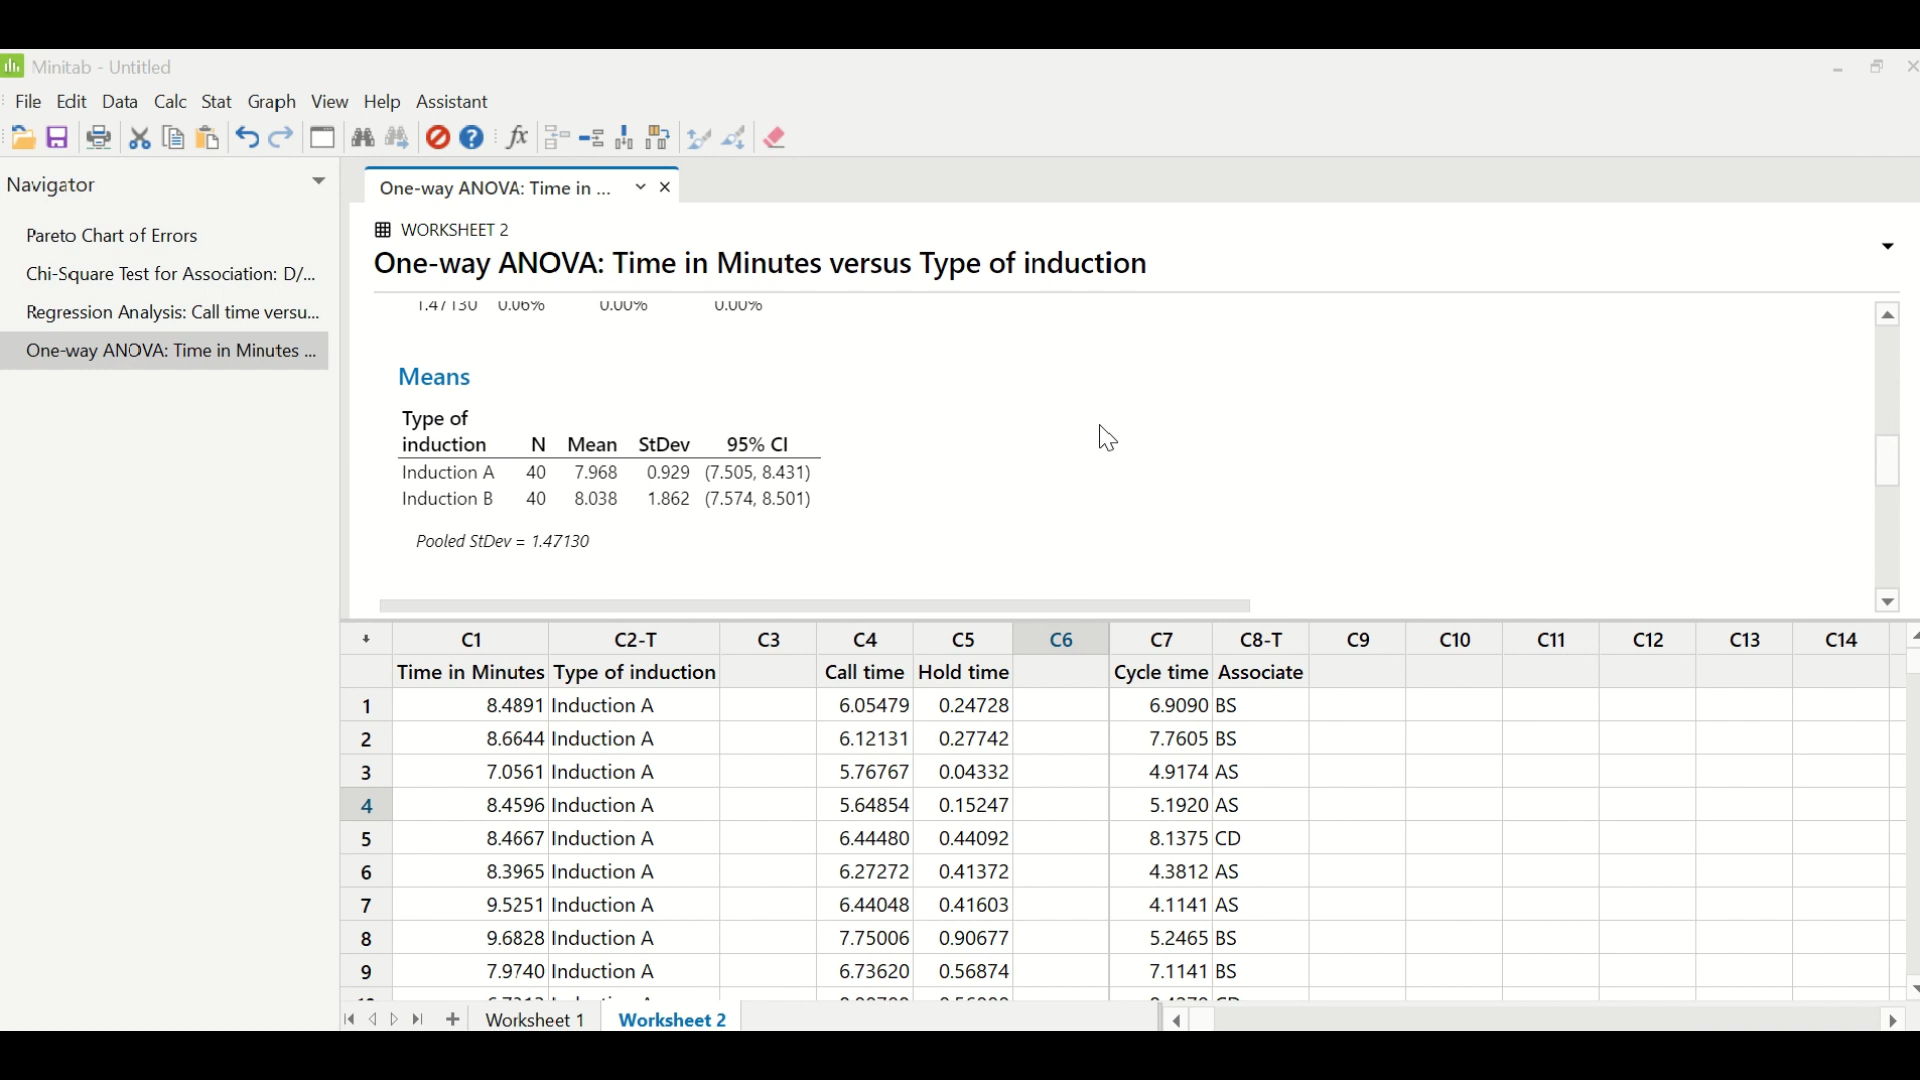 Minitab - Untitled
File Edit Data Calc Stat Graph View Help Assistant
fx
Navigator
Pareto Chart of Errors
Chi-Square Test for Association: D/...
Regression Analysis: Call time versu...
One-way ANOVA: Time in Minutes ...
One-way ANOVA: Time in ...
WORKSHEET 2
One-way ANOVA: Time in Minutes versus Type of induction
1.47130 0.06% 0.00% 0.00%
Means
Type of
induction N Mean StDev 95% CI
Induction A 40 7.968 0.929 (7.505, 8.431)
Induction B 40 8.038 1.862 (7.574, 8.501)
Pooled StDev = 1.47130
C1 C2-T C3 C4 C5 C6 C7 C8-T C9 C10 C11 C12 C13 C14
Time in Minutes Type of induction Call time Hold time Cycle time Associate
1 8.4891 Induction A 6.05479 0.24728 6.9090 BS
2 8.6644 Induction A 6.12131 0.27742 7.7605 BS
3 7.0561 Induction A 5.76767 0.04332 4.9174 AS
4 8.4596 Induction A 5.64854 0.15247 5.1920 AS
5 8.4667 Induction A 6.44480 0.44092 8.1375 CD
6 8.3965 Induction A 6.27272 0.41372 4.3812 AS
7 9.5251 Induction A 6.44048 0.41603 4.1141 AS
8 9.6828 Induction A 7.75006 0.90677 5.2465 BS
9 7.9740 Induction A 6.73620 0.56874 7.1141 BS
Worksheet 1 Worksheet 2